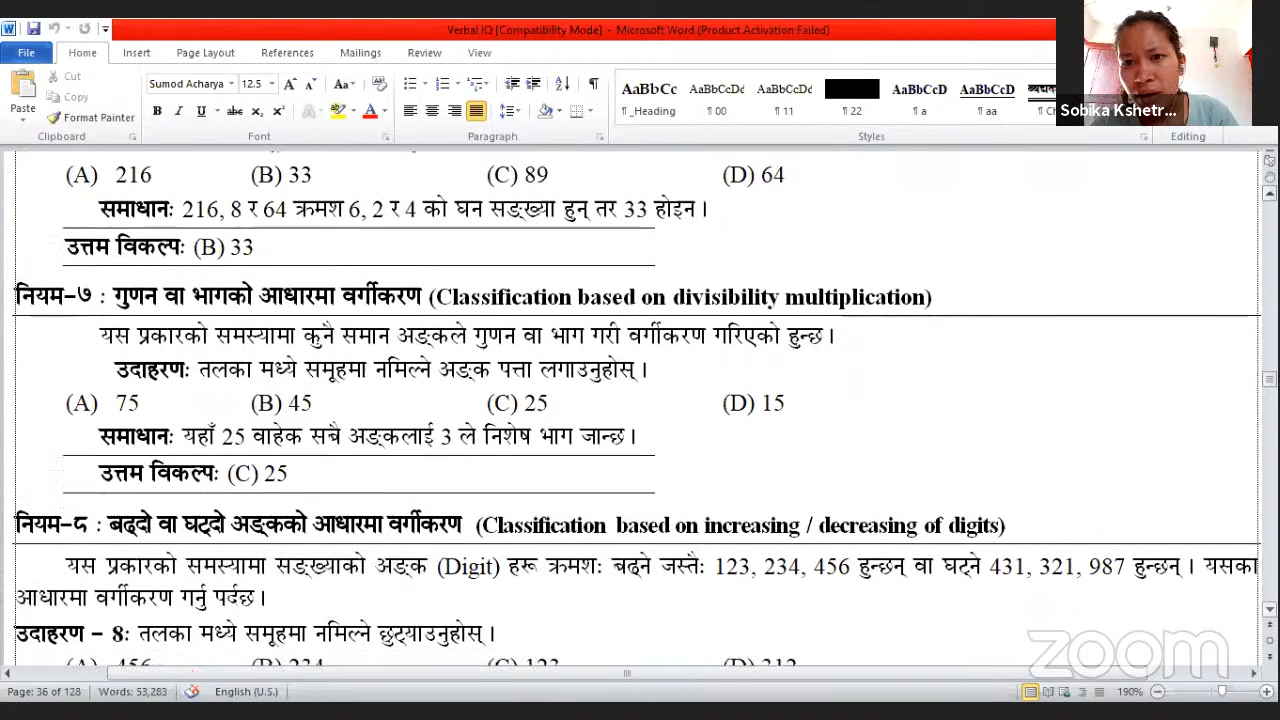 Verbal IQ [Compatibility Mode] - Microsoft Word (Product Activation Failed)
File Home Insert Page Layout References Mailings Review View
Paste
Cut
Copy
Format Painter
Clipboard
Sumod Acharya 12.5
Font
Paragraph
AaBbCc AaBbCcDc AaBbCcDc AaBbCcD AaBbCcD
¶ _Heading ¶ 00 ¶ 11 ¶ 22 ¶ a ¶ aa
Styles
Editing
Sobika Kshetr...
(A) 216 (B) 33 (C) 89 (D) 64
समाधानः 216, 8 र 64 क्रमश 6, 2 र 4 को घन सङ्ख्या हुन् तर 33 होइन ।
उत्तम विकल्पः (B) 33
नियम–७ : गुणन वा भागको आधारमा वर्गीकरण (Classification based on divisibility multiplication)
यस प्रकारको समस्यामा कुनै समान अङ्कले गुणन वा भाग गरी वर्गीकरण गरिएको हुन्छ ।
उदाहरणः तलका मध्ये समूहमा नमिल्ने अङ्क पत्ता लगाउनुहोस् ।
(A) 75 (B) 45 (C) 25 (D) 15
समाधानः यहाँ 25 वाहेक सबै अङ्कलाई 3 ले निशेष भाग जान्छ ।
उत्तम विकल्पः (C) 25
नियम–८ : बढ्दो वा घट्दो अङ्कको आधारमा वर्गीकरण (Classification based on increasing / decreasing of digits)
यस प्रकारको समस्यामा सङ्ख्याको अङ्क (Digit) हरू क्रमशः बढ्ने जस्तैः 123, 234, 456 हुन्छन् वा घट्ने 431, 321, 987 हुन्छन् । यसका
आधारमा वर्गीकरण गर्नु पर्दछ ।
उदाहरण – 8: तलका मध्ये समूहमा नमिल्ने छुट्याउनुहोस् ।
(A) 456 (B) 234 (C) 123 (D) 312
zoom
Page: 36 of 128 Words: 53,283 English (U.S.) 190%